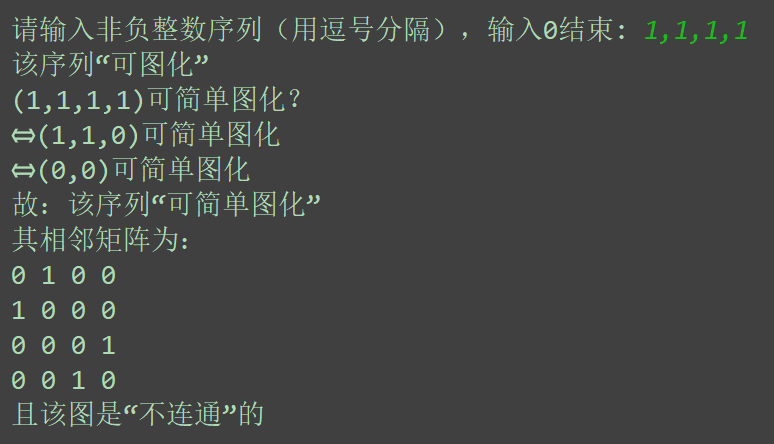 请输入非负整数序列（用逗号分隔），输入0结束: 1,1,1,1
该序列“可图化”
(1,1,1,1)可简单图化？
⇔(1,1,0)可简单图化
⇔(0,0)可简单图化
故：该序列“可简单图化”
其相邻矩阵为：
0 1 0 0
1 0 0 0
0 0 0 1
0 0 1 0
且该图是“不连通”的